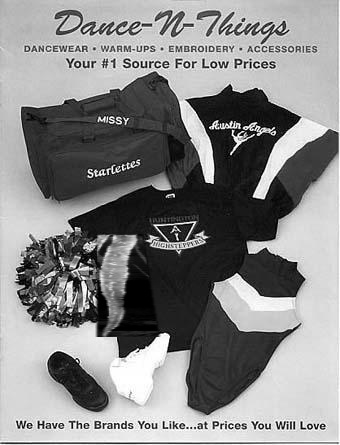 Dance-N-Things
DANCEWEAR • WARM-UPS • EMBROIDERY • ACCESSORIES
Your #1 Source For Low Prices
MISSY
Starlettes
Austin Angels
HUNTINGTON
A
HIGHSTEPPERS
We Have The Brands You Like...at Prices You Will Love